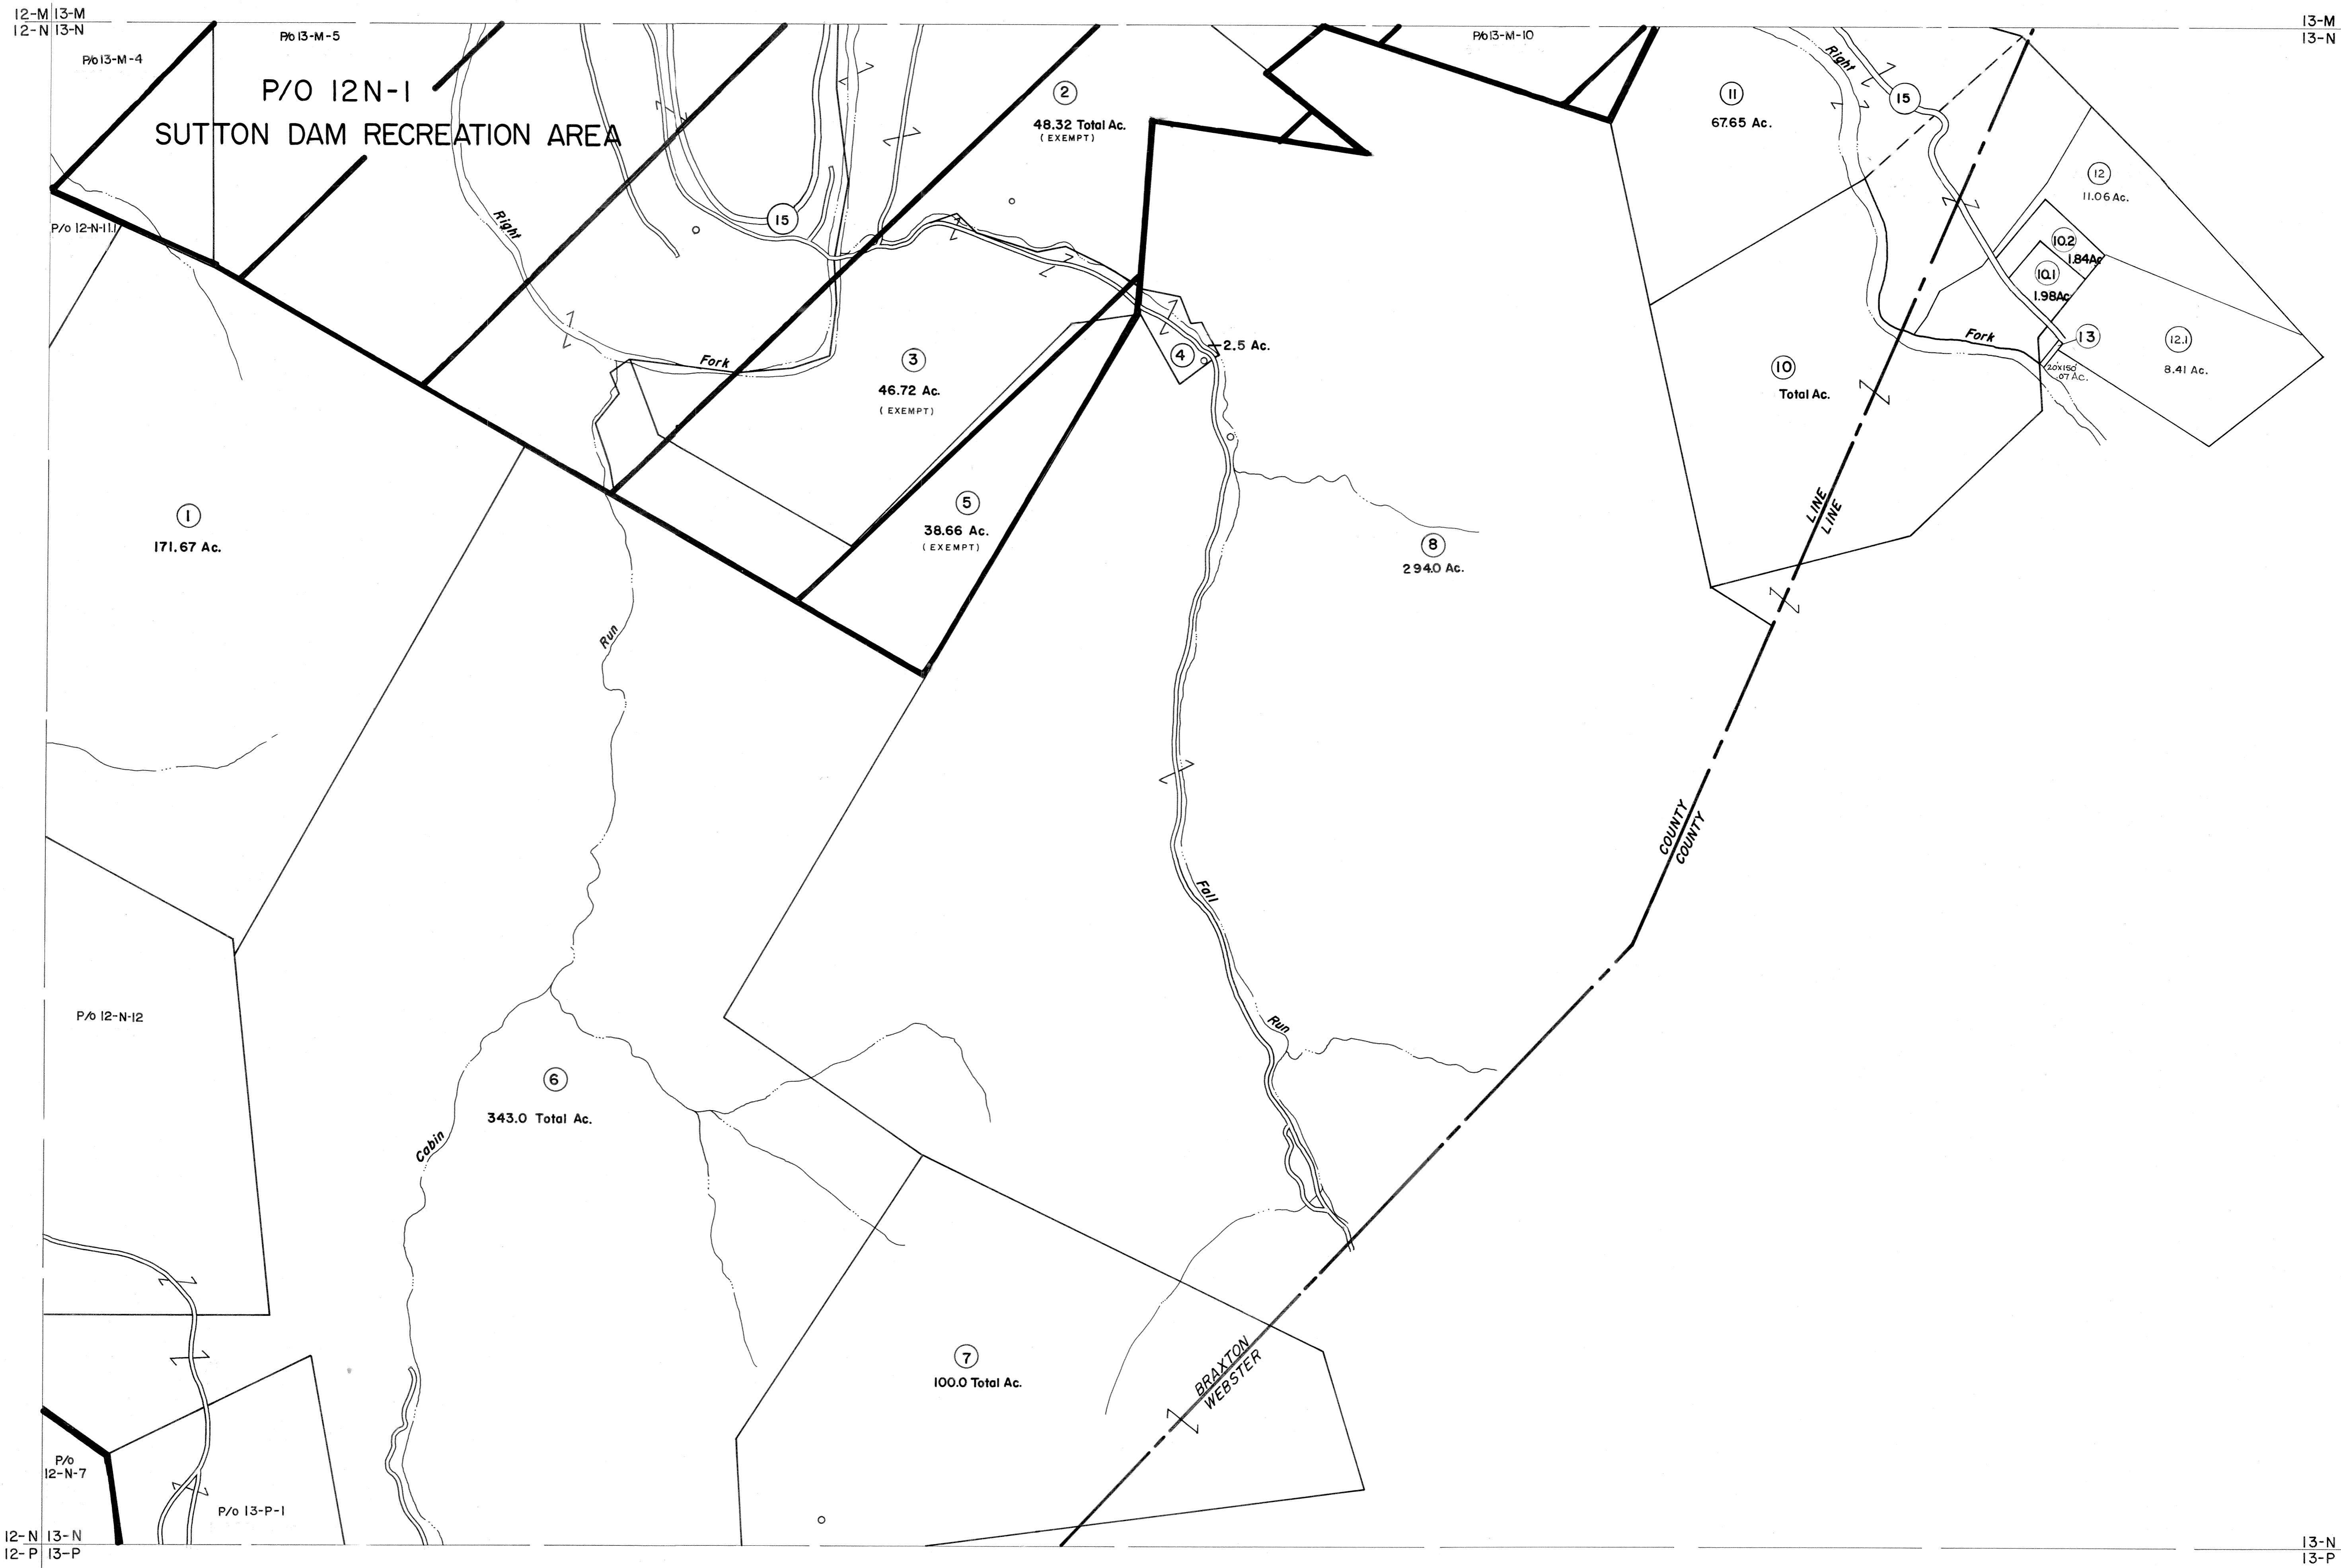 12-M 13-M
12-N 13-N
13-M
13-N
P/o 13-M-4
P/o 13-M-5
P/o 13-M-10
P/O 12N-1
SUTTON DAM RECREATION AREA
P/o 12-N-11.1
Right
15
2
48.32 Total Ac.
(EXEMPT)
11
67.65 Ac.
Right
15
12
11.06 Ac.
10.2
1.84Ac
10.1
1.98Ac
13
20X150'
.07 Ac.
12.1
8.41 Ac.
Fork
Fork
3
46.72 Ac.
(EXEMPT)
4
2.5 Ac.
10
Total Ac.
1
171.67 Ac.
5
38.66 Ac.
(EXEMPT)
8
294.0 Ac.
LINE
LINE
Run
COUNTY
COUNTY
Fall
Run
P/o 12-N-12
6
343.0 Total Ac.
Cabin
7
100.0 Total Ac.
BRAXTON
WEBSTER
P/o
12-N-7
P/o 13-P-1
12-N 13-N
12-P 13-P
13-N
13-P